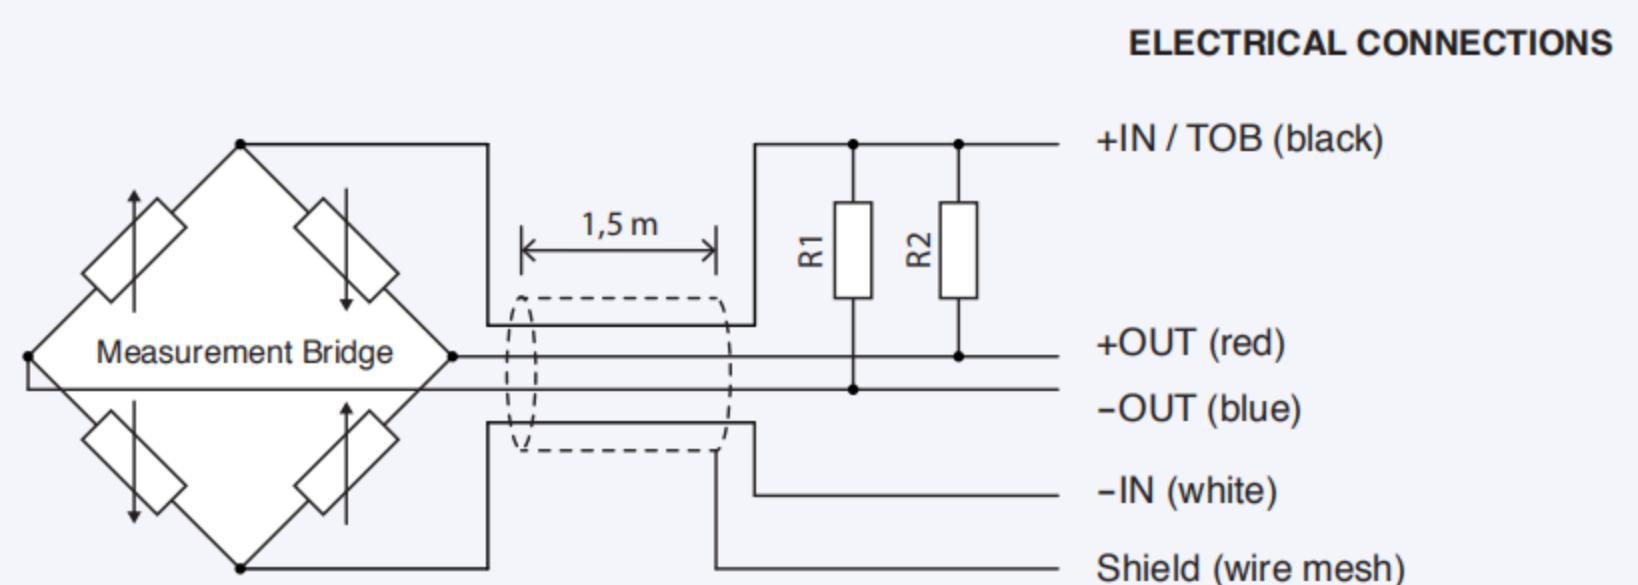 ELECTRICAL CONNECTIONS
+IN / TOB (black)
1,5 m
R1
R2
Measurement Bridge
+OUT (red)
−OUT (blue)
−IN (white)
Shield (wire mesh)